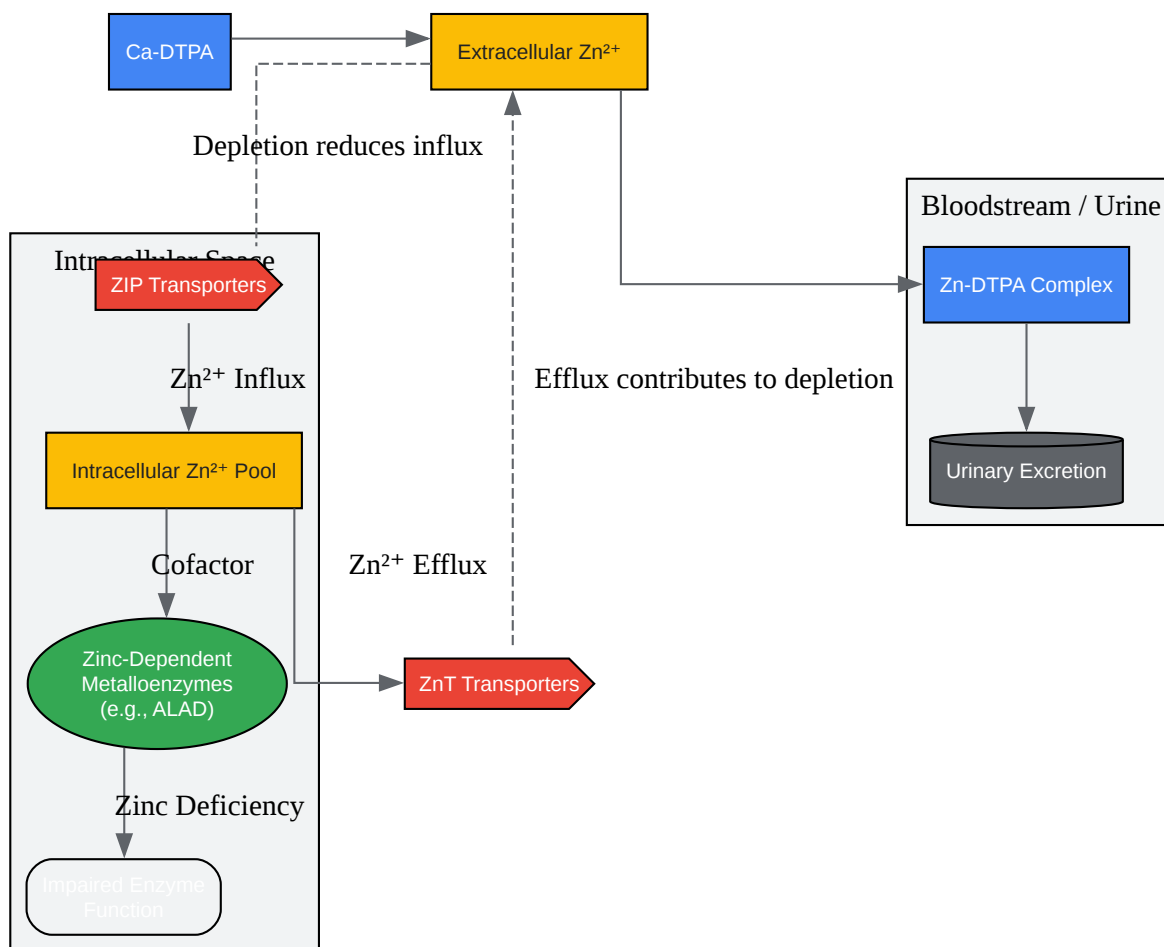 Ca-DTPA
Extracellular Zn²⁺
Depletion reduces influx
Bloodstream / Urine
Intracellular Space
ZIP Transporters
Zn-DTPA Complex
Zn²⁺ Influx
Efflux contributes to depletion
Intracellular Zn²⁺ Pool
Urinary Excretion
Cofactor
Zn²⁺ Efflux
Zinc-Dependent
Metalloenzymes
(e.g., ALAD)
ZnT Transporters
Zinc Deficiency
Impaired Enzyme
Function